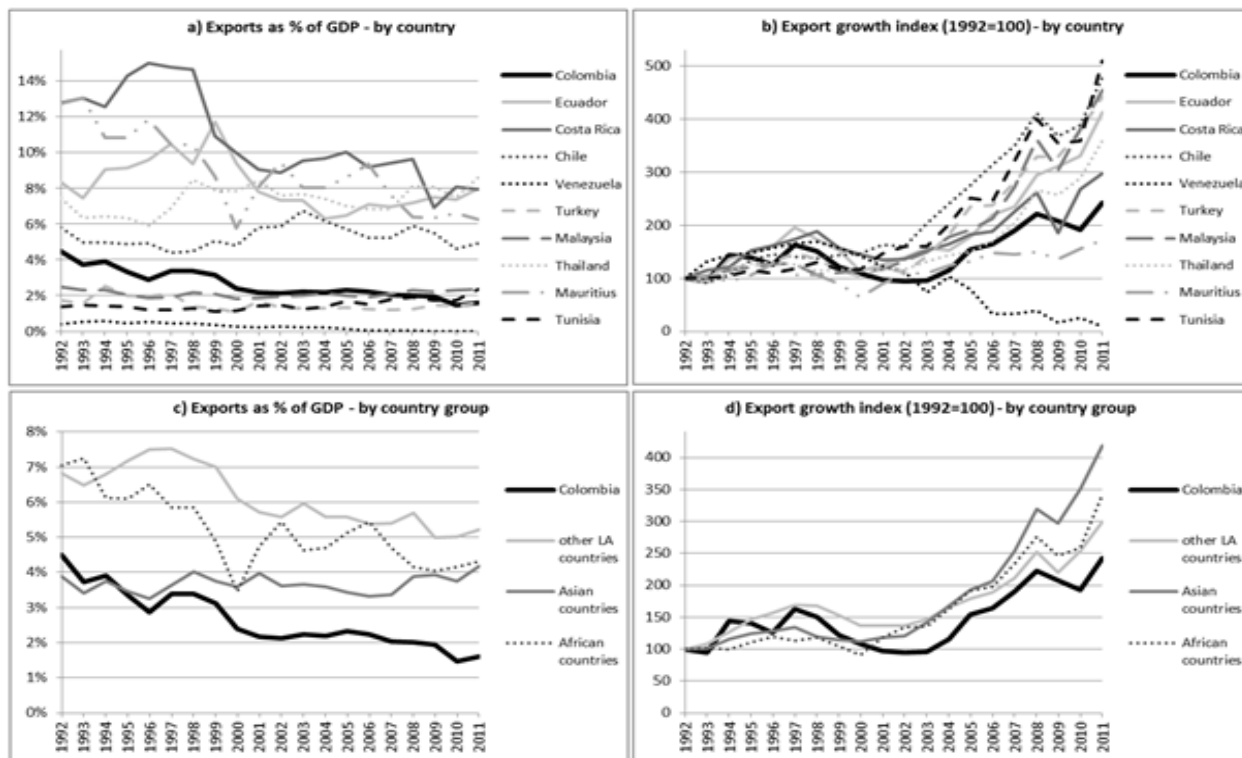 a) Exports as % of GDP - by country
14%
12%
10%
8%
6%
4%
2%
0%
1992
1993
1994
1995
1996
1997
1998
1999
2000
2001
2002
2003
2004
2005
2006
2007
2008
2009
2010
2011
Colombia
Ecuador
Costa Rica
Chile
Venezuela
Turkey
Malaysia
Thailand
Mauritius
Tunisia
b) Export growth index (1992=100) - by country
500
400
300
200
100
0
1992
1993
1994
1995
1996
1997
1998
1999
2000
2001
2002
2003
2004
2005
2006
2007
2008
2009
2010
2011
Colombia
Ecuador
Costa Rica
Chile
Venezuela
Turkey
Malaysia
Thailand
Mauritius
Tunisia
c) Exports as % of GDP - by country group
8%
7%
6%
5%
4%
3%
2%
1%
0%
1992
1993
1994
1995
1996
1997
1998
1999
2000
2001
2002
2003
2004
2005
2006
2007
2008
2009
2010
2011
Colombia
other LA
countries
Asian
countries
African
countries
d) Export growth index (1992=100) - by country group
400
350
300
250
200
150
100
50
0
1992
1993
1994
1995
1996
1997
1998
1999
2000
2001
2002
2003
2004
2005
2006
2007
2008
2009
2010
2011
Colombia
other LA
countries
Asian
countries
African
countries